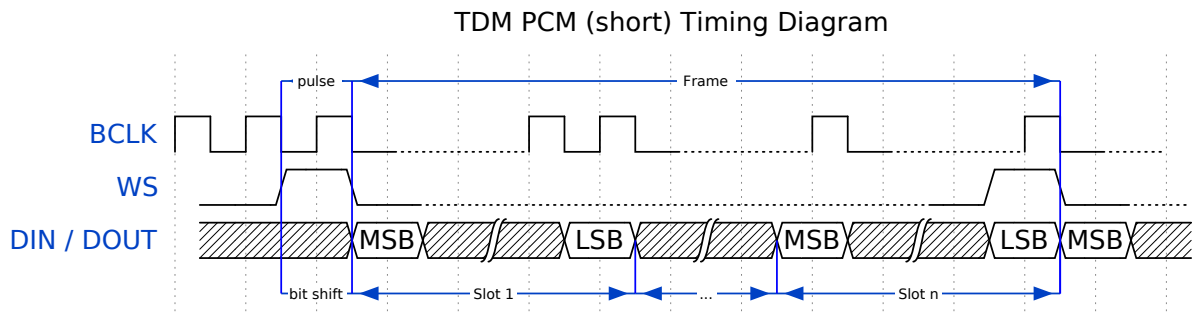 TDM PCM (short) Timing Diagram
pulse
Frame
BCLK
WS
DIN / DOUT
MSB
LSB
MSB
LSB
MSB
bit shift
Slot 1
...
Slot n